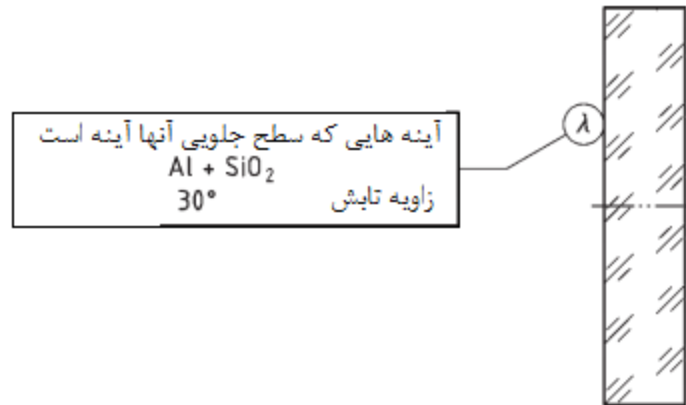 آینه هایی که سطح جلویی آنها آینه است
Al + SiO₂
زاویه تابش 30°
λ